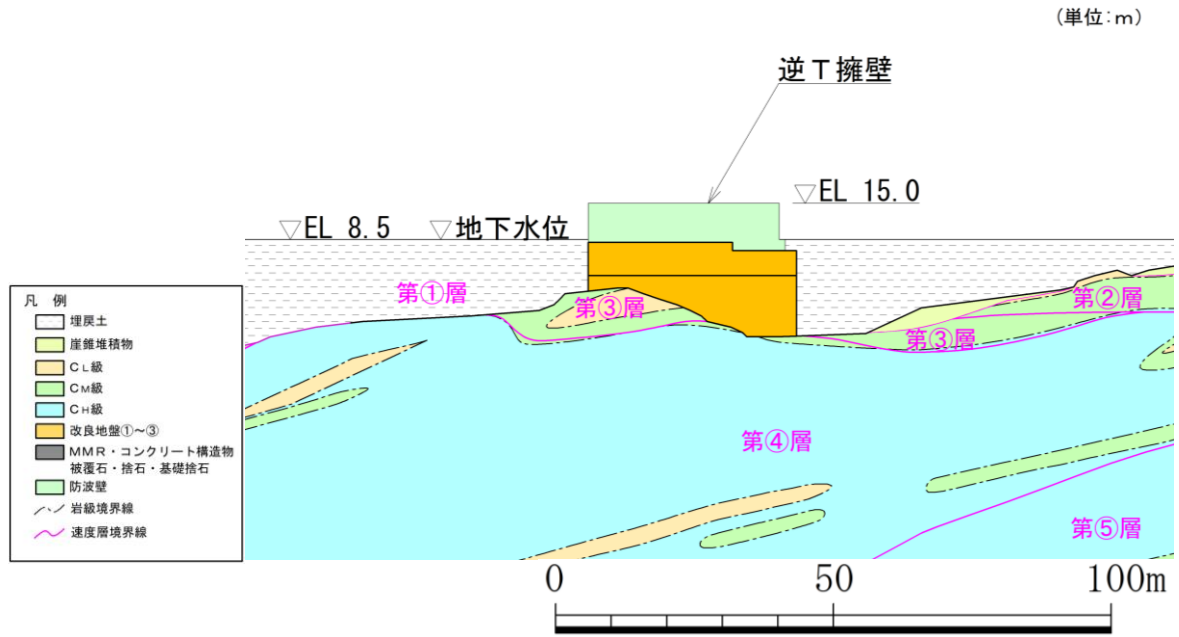 (単位:m)
逆T擁壁
▽EL 15.0
▽EL 8.5 ▽地下水位
第①層
第③層
第②層
第③層
第④層
第⑤層
凡 例
埋戻土
崖錐堆積物
CL級
CM級
CH級
改良地盤①~③
MMR・コンクリート構造物
被覆石・捨石・基礎捨石
防波壁
岩級境界線
速度層境界線
0 50 100m